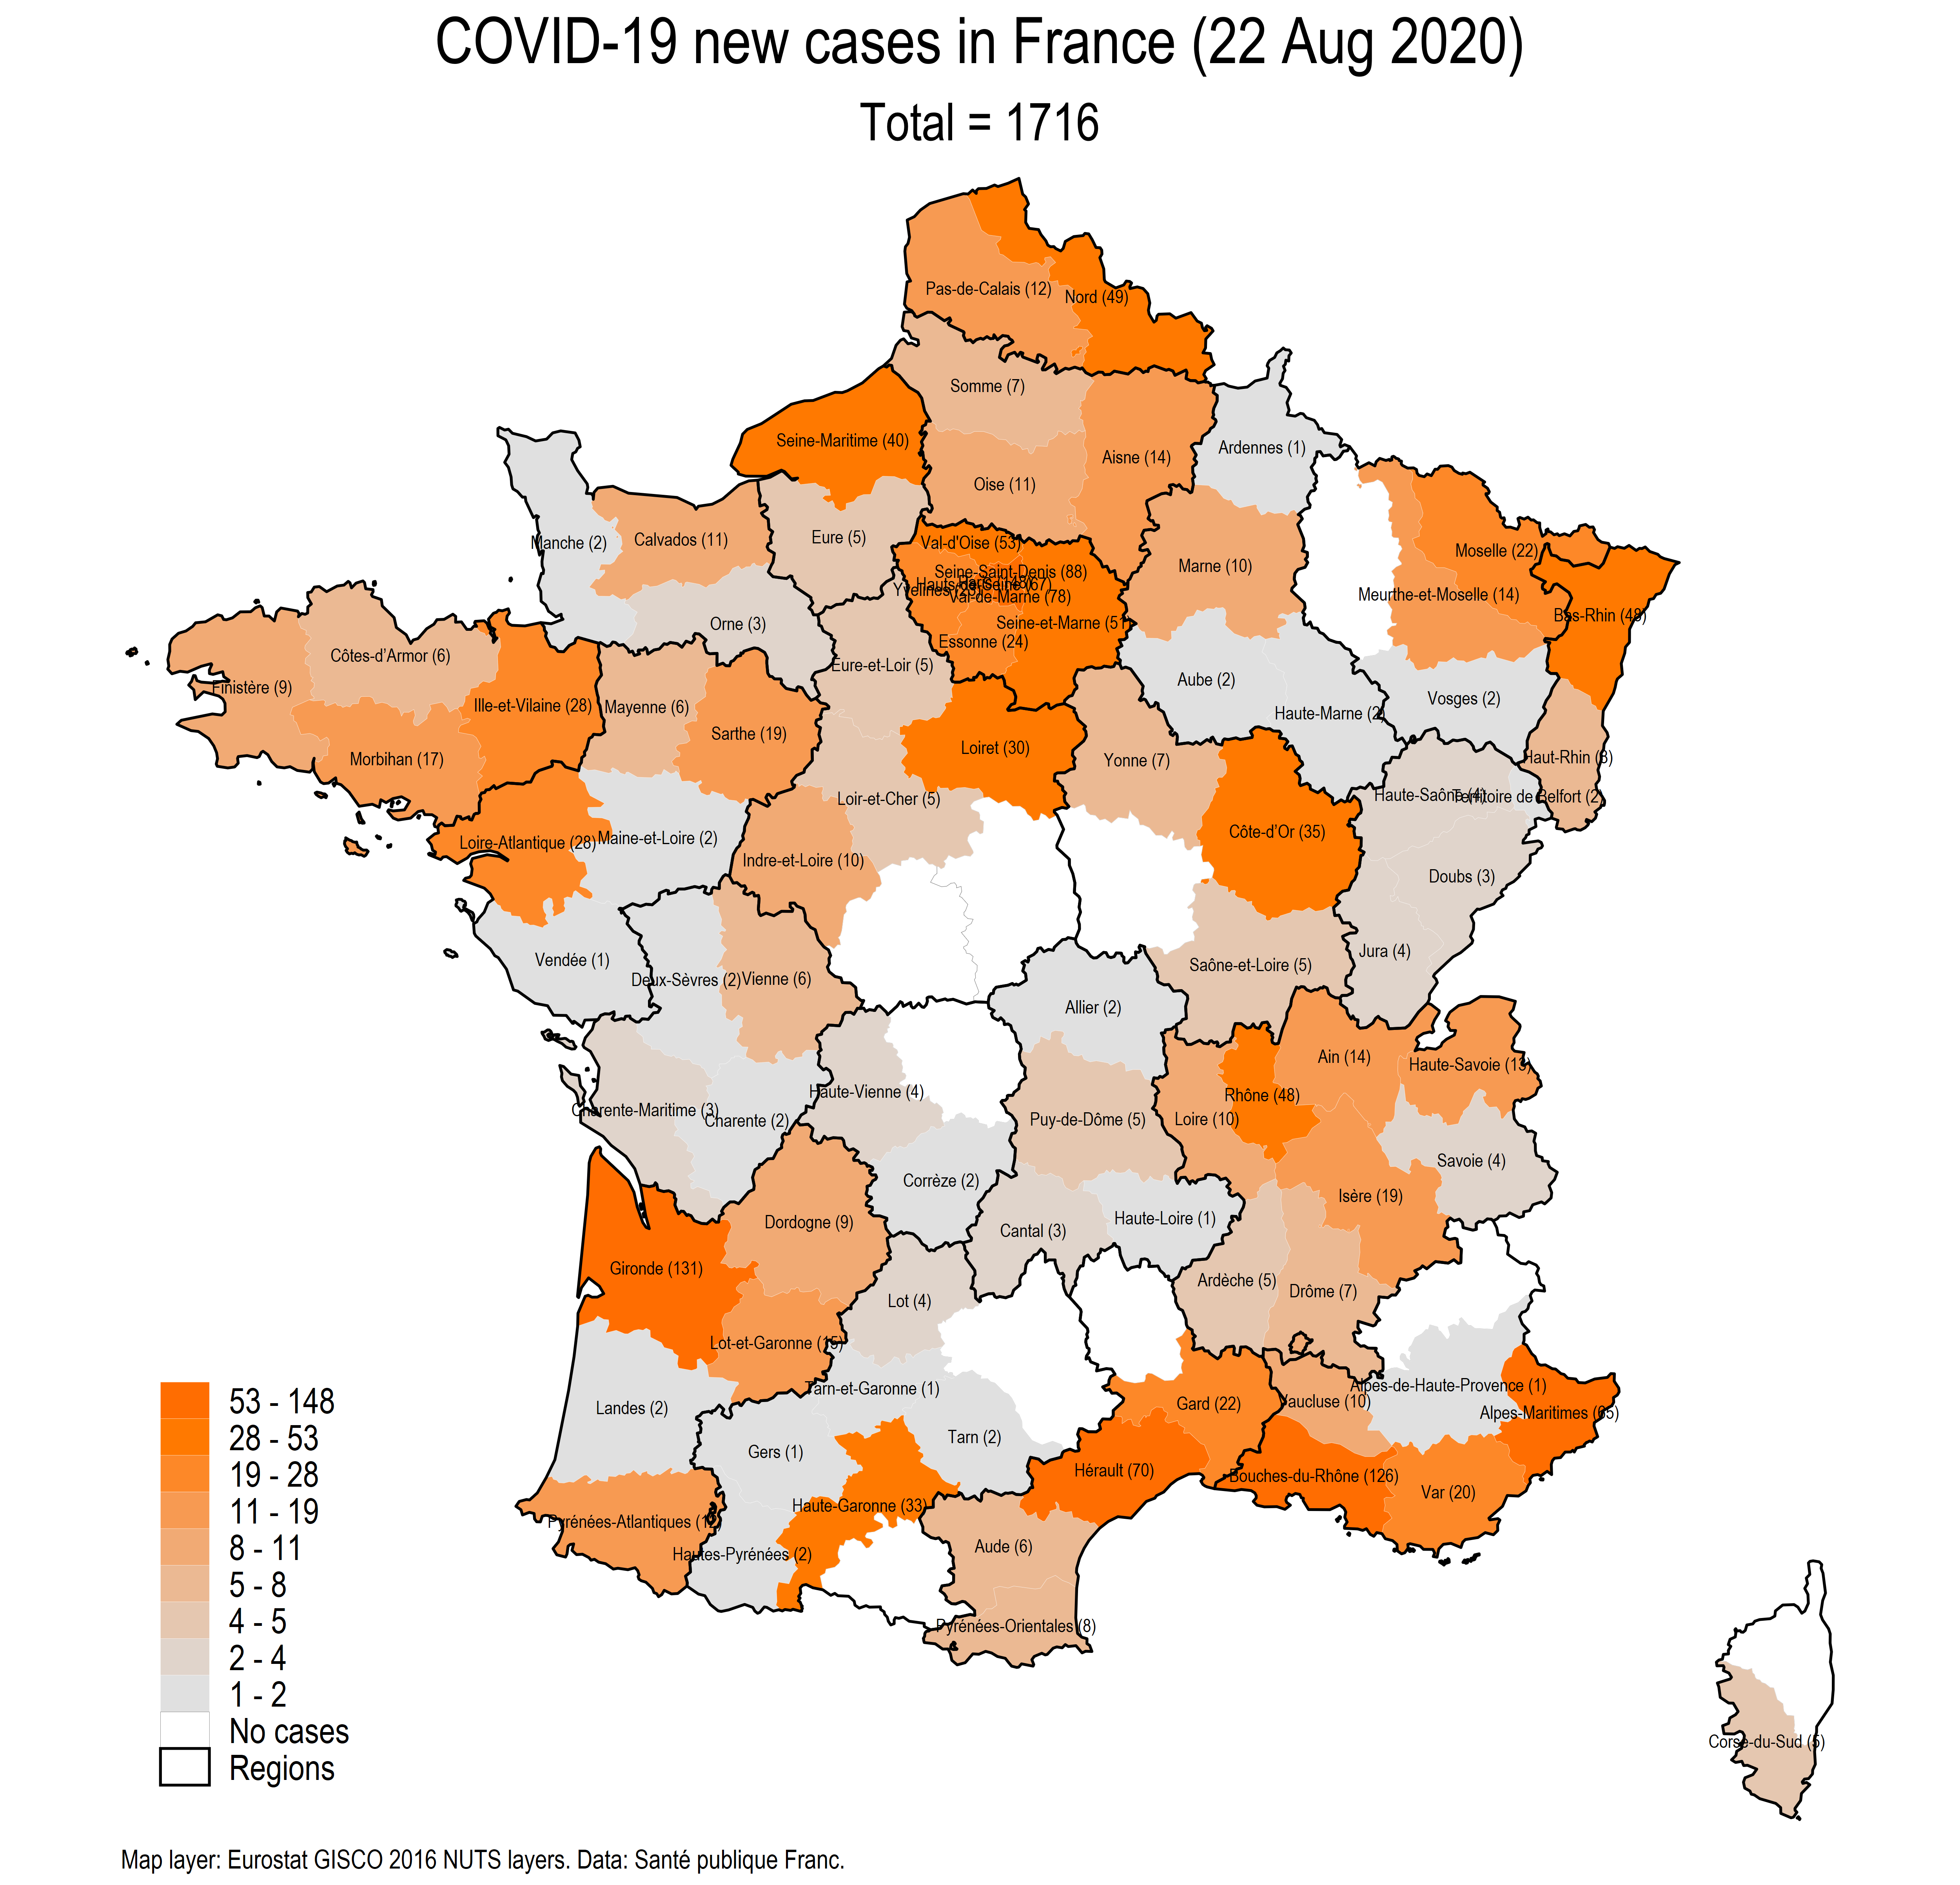 COVID-19 new cases in France (22 Aug 2020)
Total = 1716
Pas-de-Calais (12)
Nord (49)
Somme (7)
Seine-Maritime (40)
Ardennes (1)
Aisne (14)
Oise (11)
Manche (2)
Calvados (11)
Eure (5)
Val-d'Oise (53)
Moselle (22)
Marne (10)
Seine-Saint-Denis (88)
Val-de-Marne (78)
Meurthe-et-Moselle (14)
Bas-Rhin (48)
Orne (3)
Seine-et-Marne (51)
Essonne (24)
Côtes-d'Armor (6)
Eure-et-Loir (5)
Finistère (9)
Aube (2)
Vosges (2)
Ille-et-Vilaine (28)
Mayenne (6)
Haute-Marne (2)
Sarthe (19)
Loiret (30)
Morbihan (17)
Yonne (7)
Haut-Rhin (8)
Loir-et-Cher (5)
Haute-Saône (4)
Territoire de Belfort (2)
Côte-d'Or (35)
Maine-et-Loire (2)
Loire-Atlantique (28)
Indre-et-Loire (10)
Doubs (3)
Jura (4)
Vendée (1)
Saône-et-Loire (5)
Deux-Sèvres (2)
Vienne (6)
Allier (2)
Ain (14)
Haute-Savoie (13)
Haute-Vienne (4)
Rhône (48)
Charente-Maritime (3)
Charente (2)
Puy-de-Dôme (5)
Loire (10)
Savoie (4)
Corrèze (2)
Isère (19)
Haute-Loire (1)
Dordogne (9)
Cantal (3)
Gironde (131)
Ardèche (5)
Drôme (7)
Lot (4)
Lot-et-Garonne (15)
Tarn-et-Garonne (1)
Alpes-de-Haute-Provence (1)
Vaucluse (10)
Gard (22)
Landes (2)
Alpes-Maritimes (65)
Tarn (2)
Gers (1)
Hérault (70)
Bouches-du-Rhône (126)
Var (20)
Haute-Garonne (33)
Pyrénées-Atlantiques (12)
Aude (6)
Hautes-Pyrénées (2)
Pyrénées-Orientales (8)
Corse-du-Sud (5)
53 - 148
28 - 53
19 - 28
11 - 19
8 - 11
5 - 8
4 - 5
2 - 4
1 - 2
No cases
Regions
Map layer: Eurostat GISCO 2016 NUTS layers. Data: Santé publique Franc.